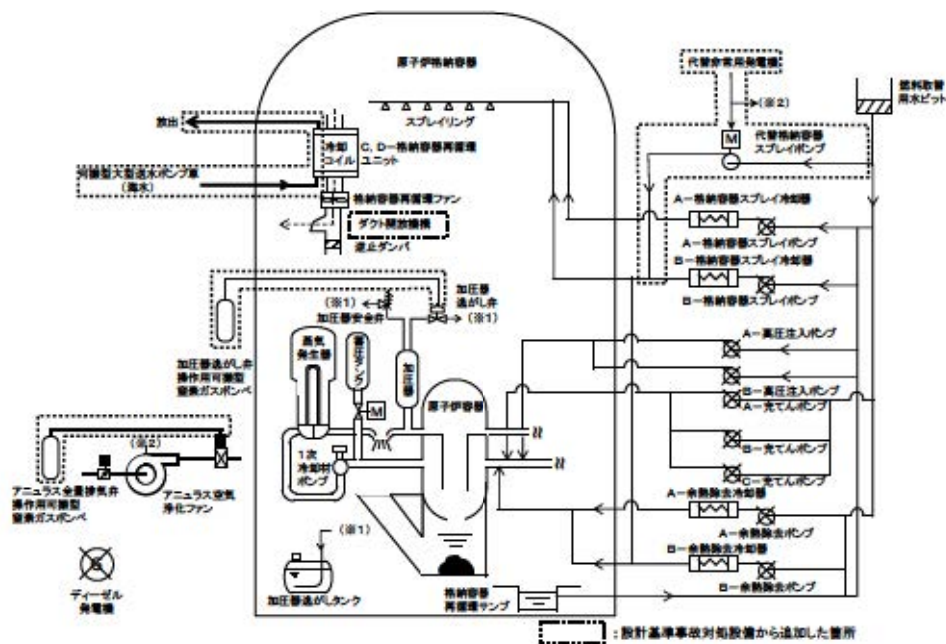 原子炉格納容器
代替非常用発電機
燃料取替
用水ピット
(※2)
スプレイリング
放出
M
代替格納容器
スプレイポンプ
冷却
コイル
C, D-格納容器再循環
ユニット
可搬型大型送水ポンプ車
(海水)
格納容器再循環ファン
ダクト開放機構
逆止ダンパ
A-格納容器スプレイ冷却器
A-格納容器スプレイポンプ
B-格納容器スプレイ冷却器
B-格納容器スプレイポンプ
加圧器
逃がし弁
(※1)
加圧器安全弁
(※1)
加圧器逃がし弁
操作用可搬型
窒素ガスボンベ
蒸気
発生器
蓄圧タンク
加圧器
M
原子炉容器
A-高圧注入ポンプ
B-高圧注入ポンプ
A-充てんポンプ
B-充てんポンプ
C-充てんポンプ
1次
冷却材
ポンプ
(※2)
アニュラス全量排気弁
操作用可搬型
窒素ガスボンベ
アニュラス空気
浄化ファン
A-余熱除去冷却器
A-余熱除去ポンプ
B-余熱除去冷却器
B-余熱除去ポンプ
(※1)
加圧器逃がしタンク
格納容器
再循環サンプ
ディーゼル
発電機
:設計基準事故対処設備から追加した箇所